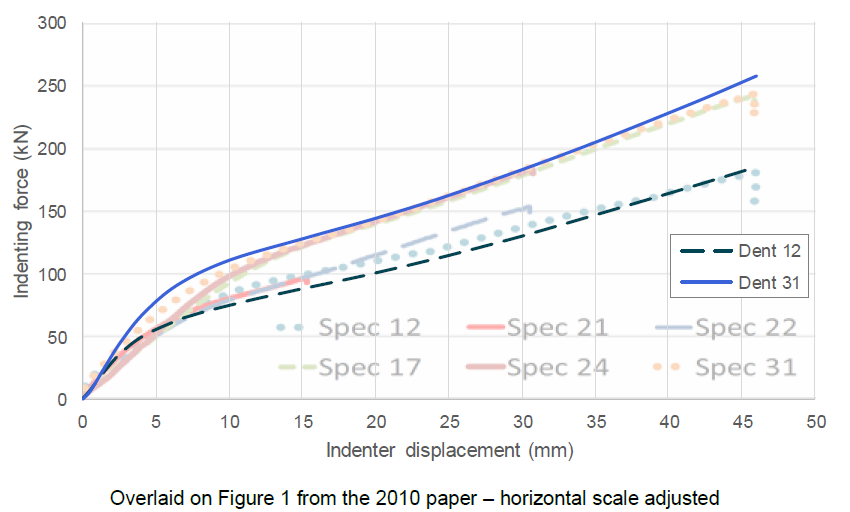 300
250
200
150
100
50
0
Indenting force (kN)
Dent 12
Dent 31
Spec 12 Spec 21 Spec 22
Spec 17 Spec 24 Spec 31
0 5 10 15 20 25 30 35 40 45 50
Indenter displacement (mm)
Overlaid on Figure 1 from the 2010 paper – horizontal scale adjusted